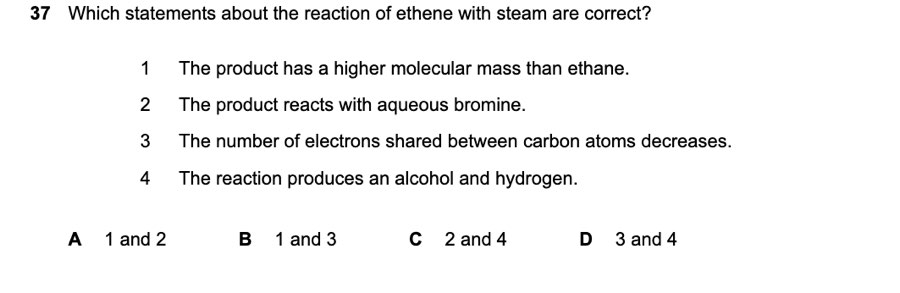 37 Which statements about the reaction of ethene with steam are correct?
1 The product has a higher molecular mass than ethane.
2 The product reacts with aqueous bromine.
3 The number of electrons shared between carbon atoms decreases.
4 The reaction produces an alcohol and hydrogen.
A 1 and 2 B 1 and 3 C 2 and 4 D 3 and 4